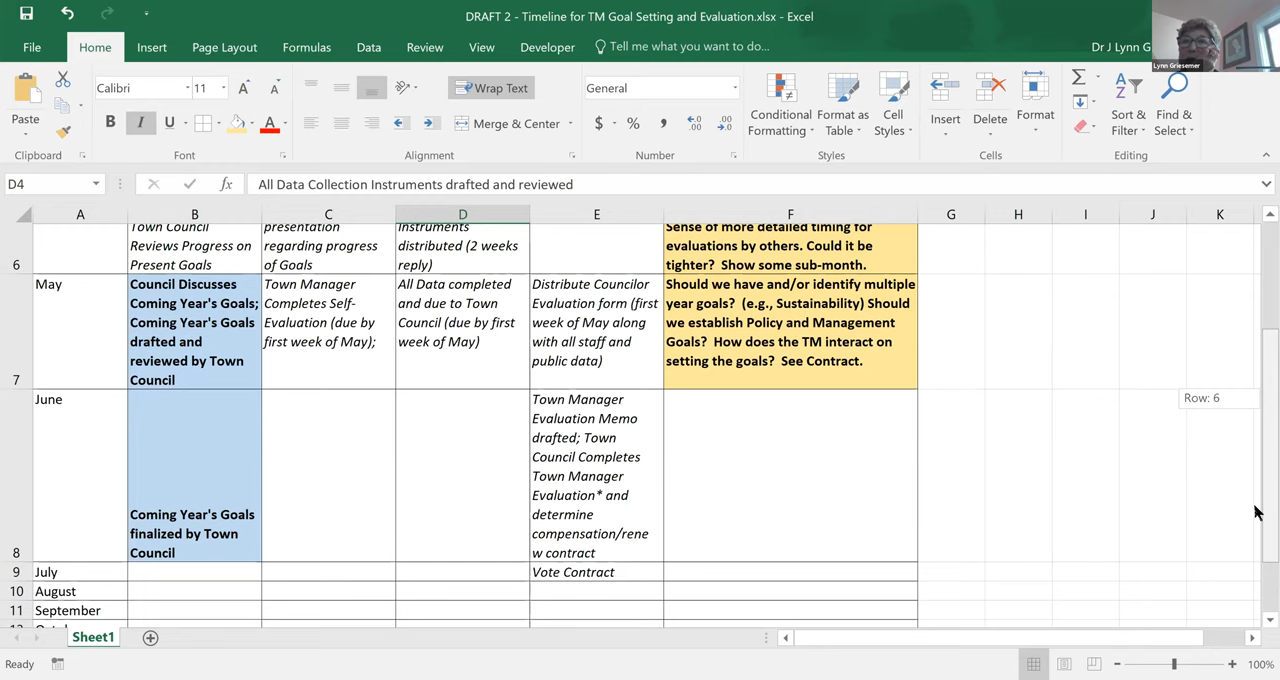 DRAFT 2 - Timeline for TM Goal Setting and Evaluation.xlsx - Excel
Lynn Griesemer
File Home Insert Page Layout Formulas Data Review View Developer Tell me what you want to do... Dr J Lynn G
Calibri 11 Wrap Text General
Paste B I U Merge & Center $ % , Conditional Formatting Format as Table Cell Styles Insert Delete Format Sort & Filter Find & Select
Clipboard Font Alignment Number Styles Cells Editing
D4 fx All Data Collection Instruments drafted and reviewed
A B C D E F G H I J K
6
Town Council
Reviews Progress on
Present Goals
presentation
regarding progress
of Goals
Instruments
distributed (2 weeks
reply)
Sense of more detailed timing for
evaluations by others. Could it be
tighter? Show some sub-month.
7
May
Council Discusses
Coming Year's Goals;
Coming Year's Goals
drafted and
reviewed by Town
Council
Town Manager
Completes Self-
Evaluation (due by
first week of May);
All Data completed
and due to Town
Council (due by first
week of May)
Distribute Councilor
Evaluation form (first
week of May along
with all staff and
public data)
Should we have and/or identify multiple
year goals? (e.g., Sustainability) Should
we establish Policy and Management
Goals? How does the TM interact on
setting the goals? See Contract.
Row: 6
8
June
Coming Year's Goals
finalized by Town
Council
Town Manager
Evaluation Memo
drafted; Town
Council Completes
Town Manager
Evaluation* and
determine
compensation/rene
w contract
9 July Vote Contract
10 August
11 September
Sheet1
Ready 100%